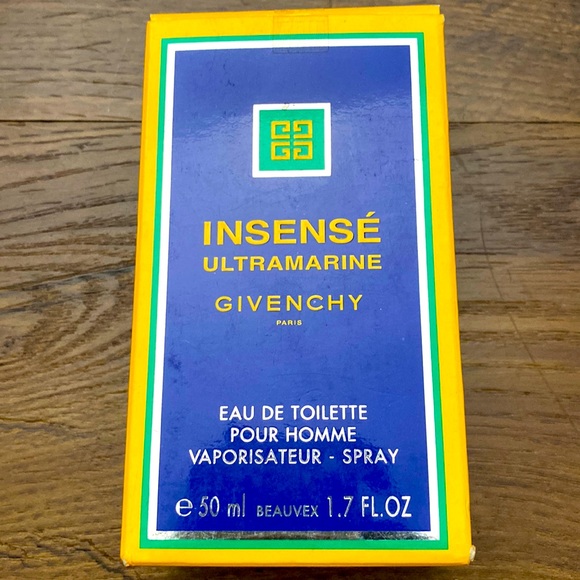 INSENSÉ
ULTRAMARINE
GIVENCHY
PARIS
EAU DE TOILETTE
POUR HOMME
VAPORISATEUR - SPRAY
℮ 50 ml BEAUVEX 1.7 FL.OZ